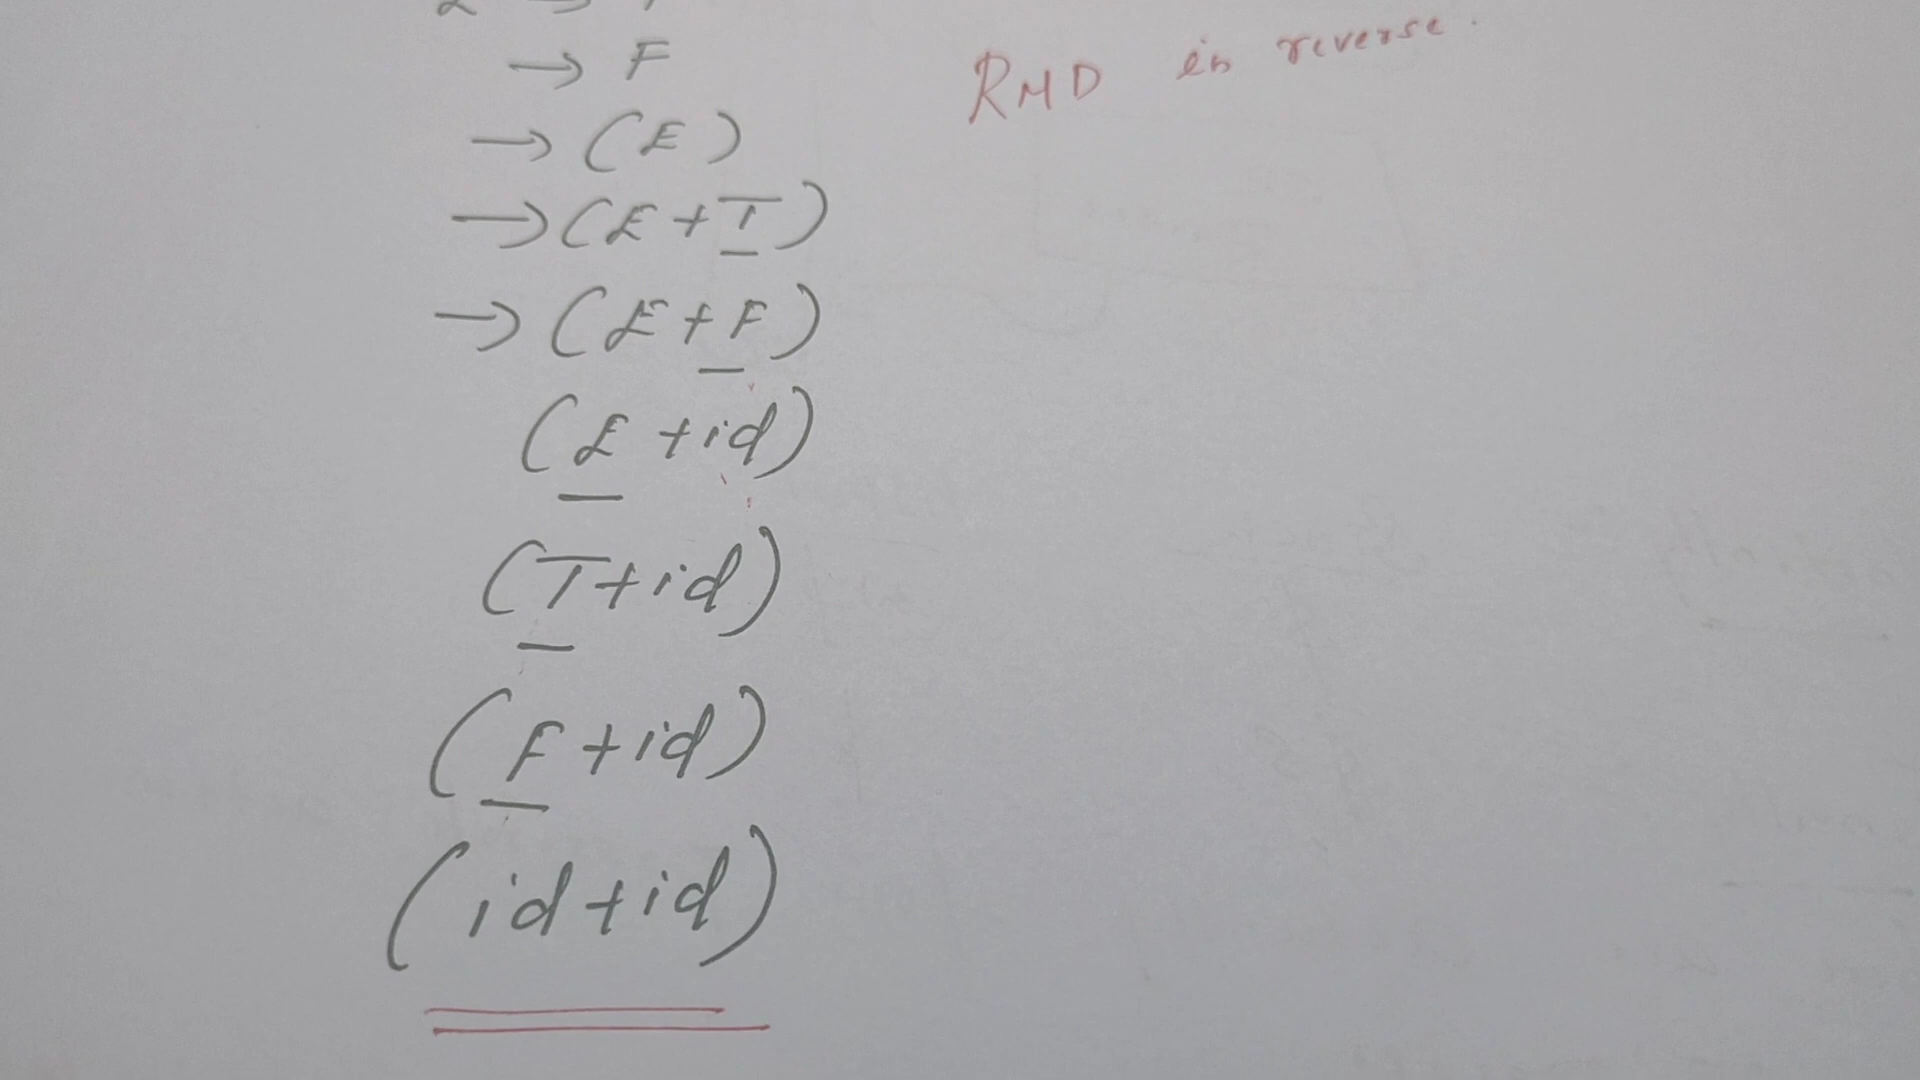 → F
RMD in reverse.
→ (E)
→ (E + T)
→ (E + F)
(E + id)
(T + id)
(F + id)
(id + id)